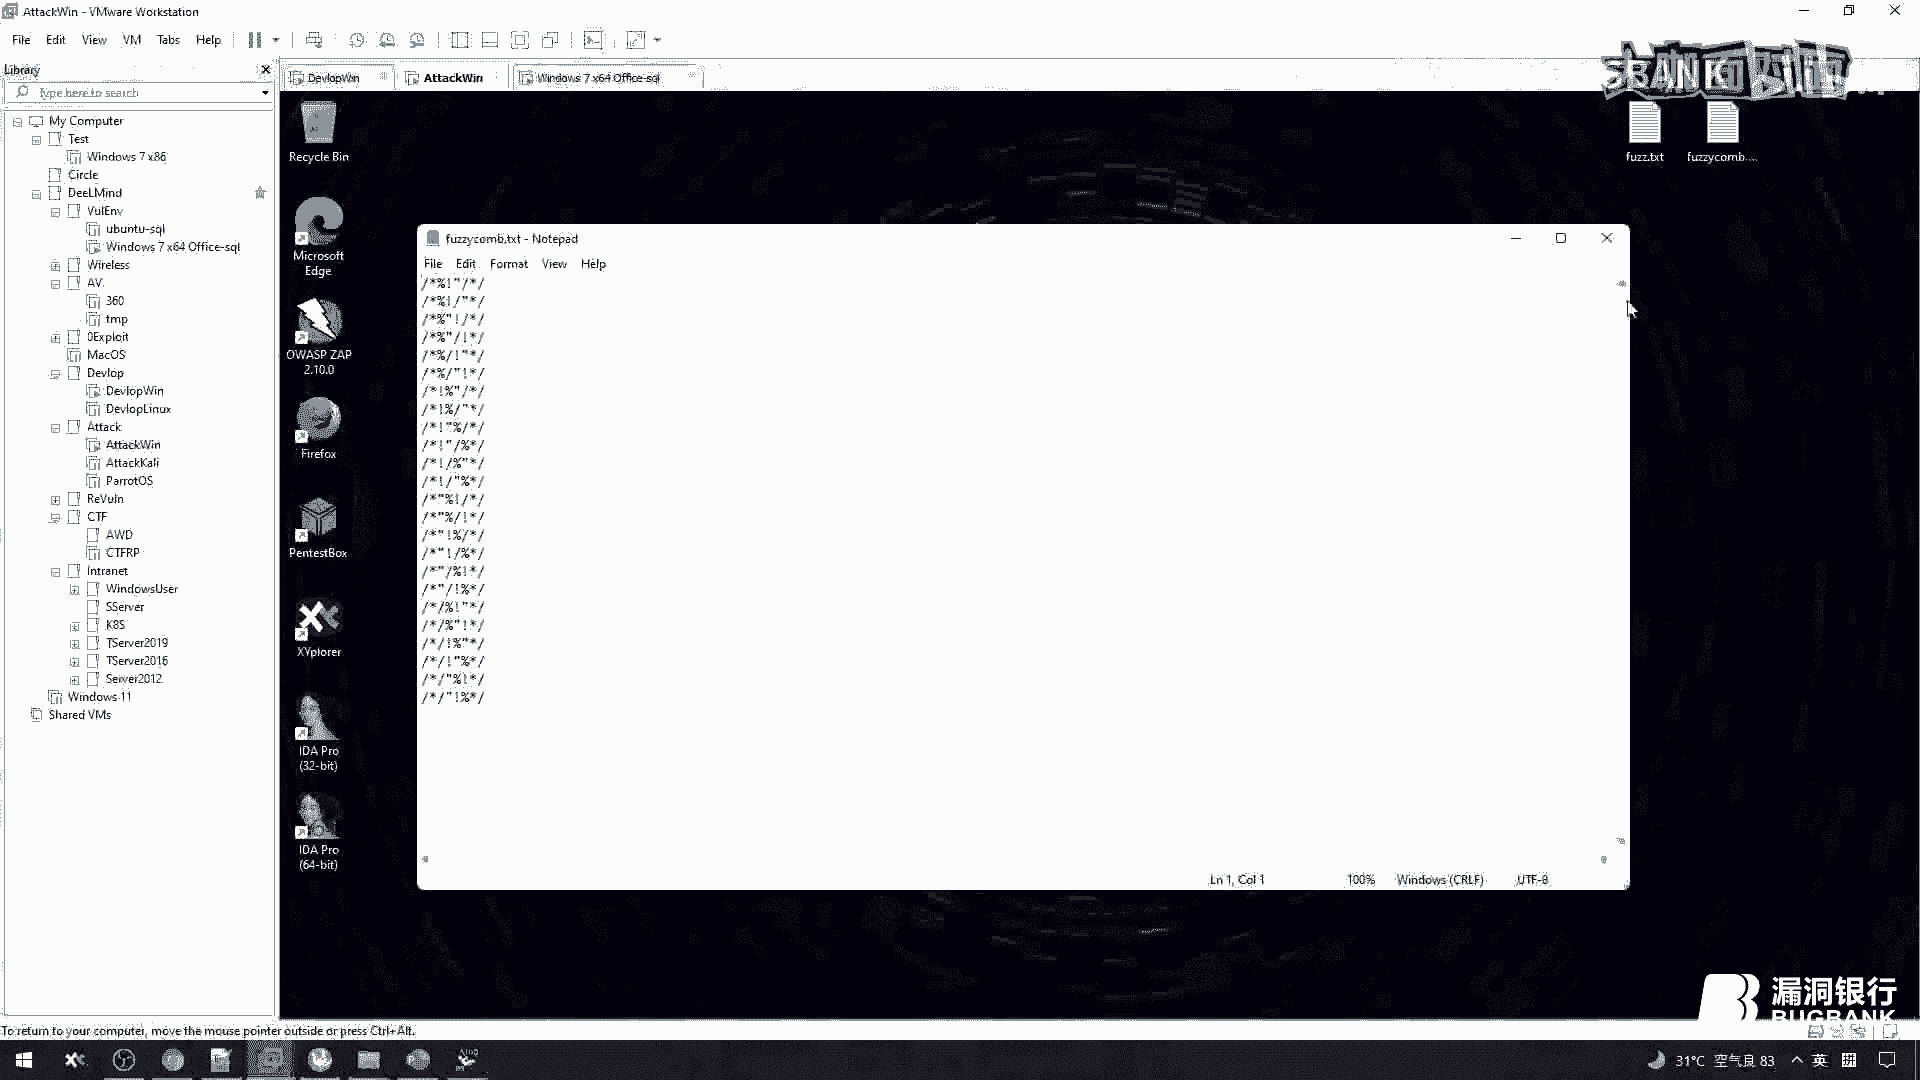 AttackWin - VMware Workstation
File Edit View VM Tabs Help
Library
Type here to search
DevlopWin
AttackWin
Windows 7 x64 Office-sql
My Computer
Test
Windows 7 x86
Circle
DeeLMind
VulEnv
ubuntu-sql
Windows 7 x64 Office-sql
Wireless
AV
360
tmp
0Exploit
MacOS
Devlop
DevlopWin
DevlopLinux
Attack
AttackWin
AttackKali
ParrotOS
ReVuln
CTF
AWD
CTFRP
Intranet
WindowsUser
SServer
K8S
TServer2019
TServer2016
Server2012
Windows 11
Shared VMs
Recycle Bin
Microsoft
Edge
OWASP ZAP
2.10.0
Firefox
PentestBox
XYplorer
IDA Pro
(32-bit)
IDA Pro
(64-bit)
fuzz.txt
fuzzycomb....
fuzzycomb.txt - Notepad
File Edit Format View Help
/*%!"/*/
/*%!/"*/
/*%"!/*/
/*%"/!*/
/*%/!"*/
/*%/"!*/
/*!%"/*/
/*!%/"*/
/*!"%/*/
/*!"/%*/
/*!/%"*/
/*!/"%*/
/*"%!/*/
/*"%/!*/
/*"!%/*/
/*"!/%*/
/*"/%!*/
/*"/!%*/
/*/%!"*/
/*/%"!*/
/*/!%"*/
/*/!"%*/
/*/"%!*/
/*/"!%*/
Ln 1, Col 1
100%
Windows (CRLF)
UTF-8
漏洞银行
BUGBANK
To return to your computer, move the mouse pointer outside or press Ctrl+Alt.
31°C 空气良 83
英